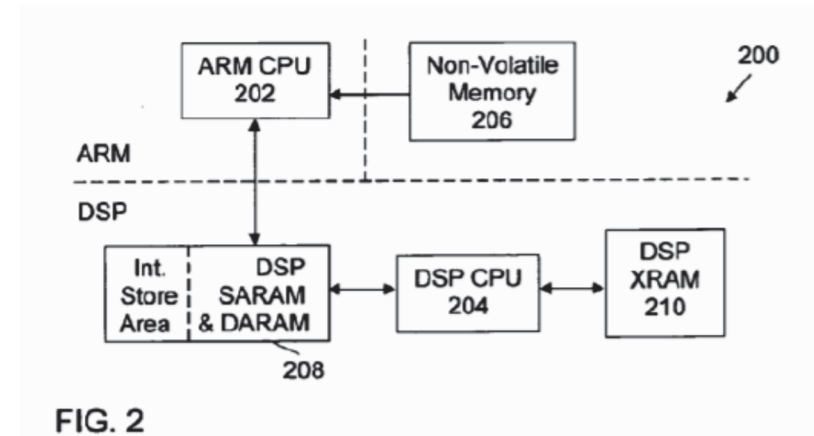 ARM CPU
202
Non-Volatile
Memory
206
200
ARM
DSP
Int.
Store
Area
DSP
SARAM
& DARAM
208
DSP CPU
204
DSP
XRAM
210
FIG. 2